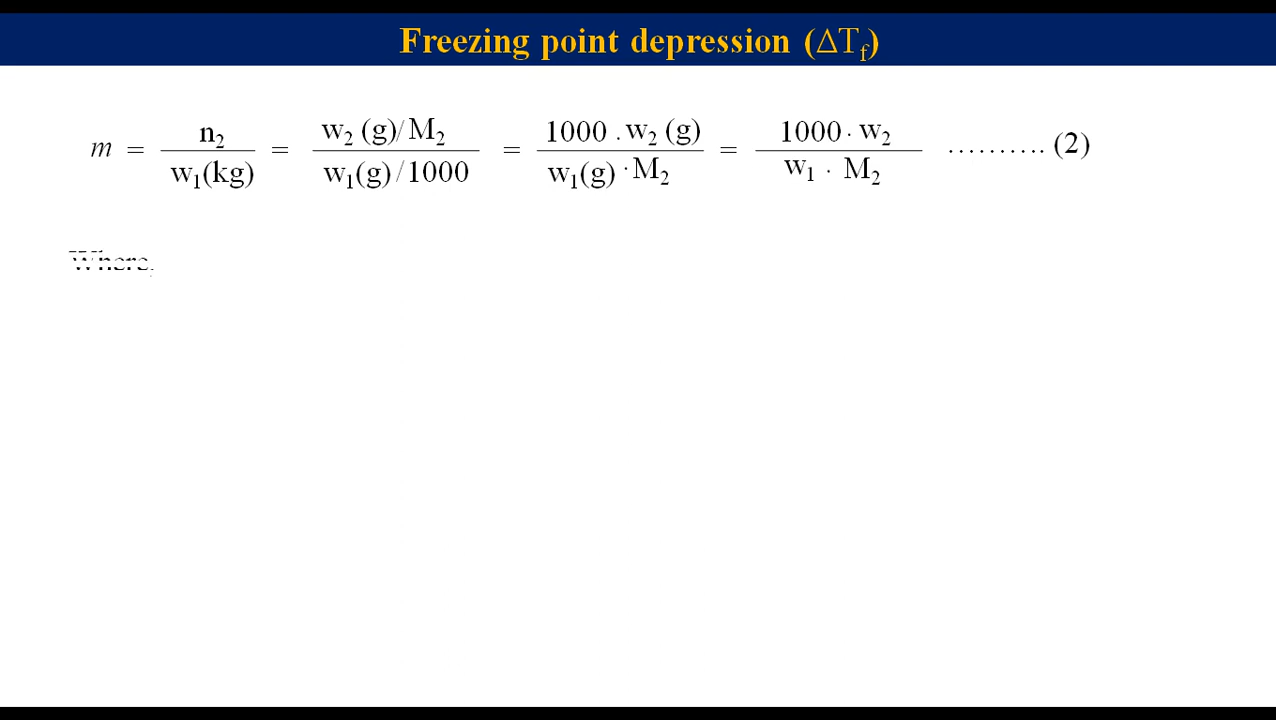 Freezing point depression (ΔT_f)
m = n₂ / w₁(kg) = w₂ (g)/M₂ / w₁(g)/1000 = 1000 . w₂ (g) / w₁(g) · M₂ = 1000 · w₂ / w₁ · M₂ .......... (2)
Where,